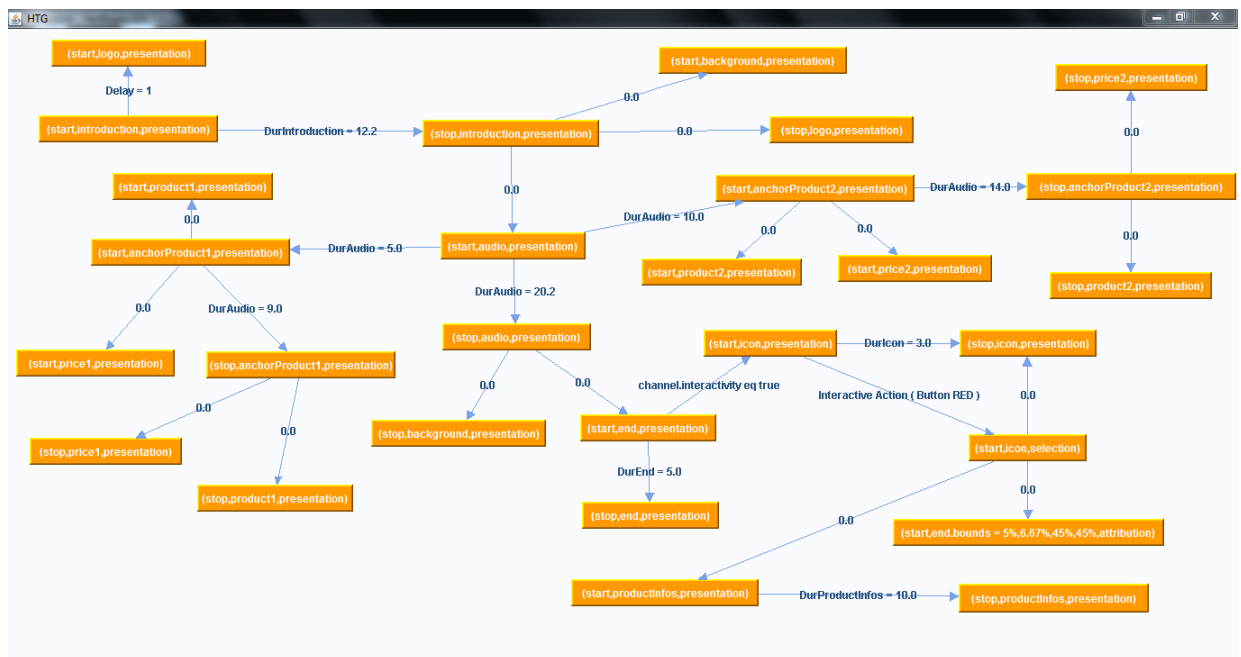 HTG
(start,logo,presentation)
(start,background,presentation)
(stop,price2,presentation)
Delay = 1
0.0
(start,introduction,presentation)
DurIntroduction = 12.2
(stop,introduction,presentation)
0.0
(stop,logo,presentation)
0.0
(start,product1,presentation)
0.0
(start,anchorProduct2,presentation)
DurAudio = 14.0
(stop,anchorProduct2,presentation)
0.0
DurAudio = 10.0
(start,anchorProduct1,presentation)
DurAudio = 5.0
(start,audio,presentation)
0.0
0.0
0.0
(start,product2,presentation)
(start,price2,presentation)
(stop,product2,presentation)
DurAudio = 20.2
0.0
DurAudio = 9.0
(stop,audio,presentation)
(start,icon,presentation)
DurIcon = 3.0
(stop,icon,presentation)
(start,price1,presentation)
(stop,anchorProduct1,presentation)
0.0
0.0
channel.interactivity eq true
Interactive Action ( Button RED )
0.0
0.0
0.0
(stop,background,presentation)
(start,end,presentation)
(start,icon,selection)
(stop,price1,presentation)
DurEnd = 5.0
0.0
(stop,product1,presentation)
(stop,end,presentation)
0.0
(start,end.bounds = 5%,6.67%,45%,45%,attribution)
(start,productInfos,presentation)
DurProductInfos = 10.0
(stop,productInfos,presentation)